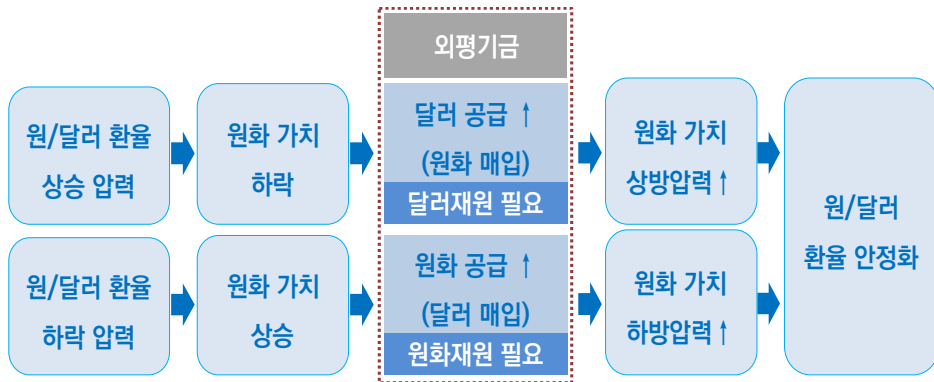 외평기금
원/달러 환율
상승 압력
원화 가치
하락
달러 공급 ↑
(원화 매입)
달러재원 필요
원화 가치
상방압력↑
원/달러 환율
하락 압력
원화 가치
상승
원화 공급 ↑
(달러 매입)
원화재원 필요
원화 가치
하방압력↑
원/달러
환율 안정화